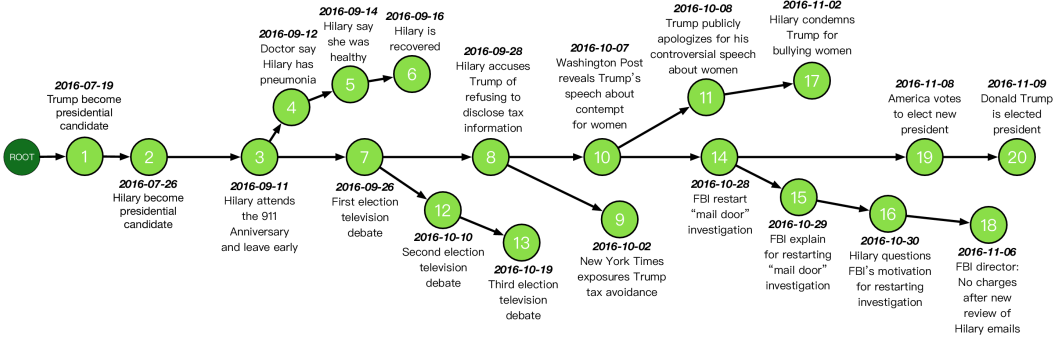 ROOT
1
2016-07-19
Trump become
presidential
candidate
2
2016-07-26
Hilary become
presidential
candidate
3
2016-09-11
Hilary attends
the 911
Anniversary
and leave early
4
2016-09-12
Doctor say
Hilary has
pneumonia
5
2016-09-14
Hilary say
she was
healthy
6
2016-09-16
Hilary is
recovered
7
2016-09-26
First election
television
debate
8
2016-09-28
Hilary accuses
Trump of
refusing to
disclose tax
information
9
2016-10-02
New York Times
exposures Trump
tax avoidance
10
2016-10-07
Washington Post
reveals Trump's
speech about
contempt
for women
11
2016-10-08
Trump publicly
apologizes for his
controversial speech
about women
12
2016-10-10
Second election
television
debate
13
2016-10-19
Third election
television
debate
14
2016-10-28
FBI restart
“mail door”
investigation
15
2016-10-29
FBI explain
for restarting
“mail door”
investigation
16
2016-10-30
Hilary questions
FBI's motivation
for restarting
investigation
17
2016-11-02
Hilary condemns
Trump for
bullying women
18
2016-11-06
FBI director:
No charges
after new
review of
Hilary emails
19
2016-11-08
America votes
to elect new
president
20
2016-11-09
Donald Trump
is elected
president